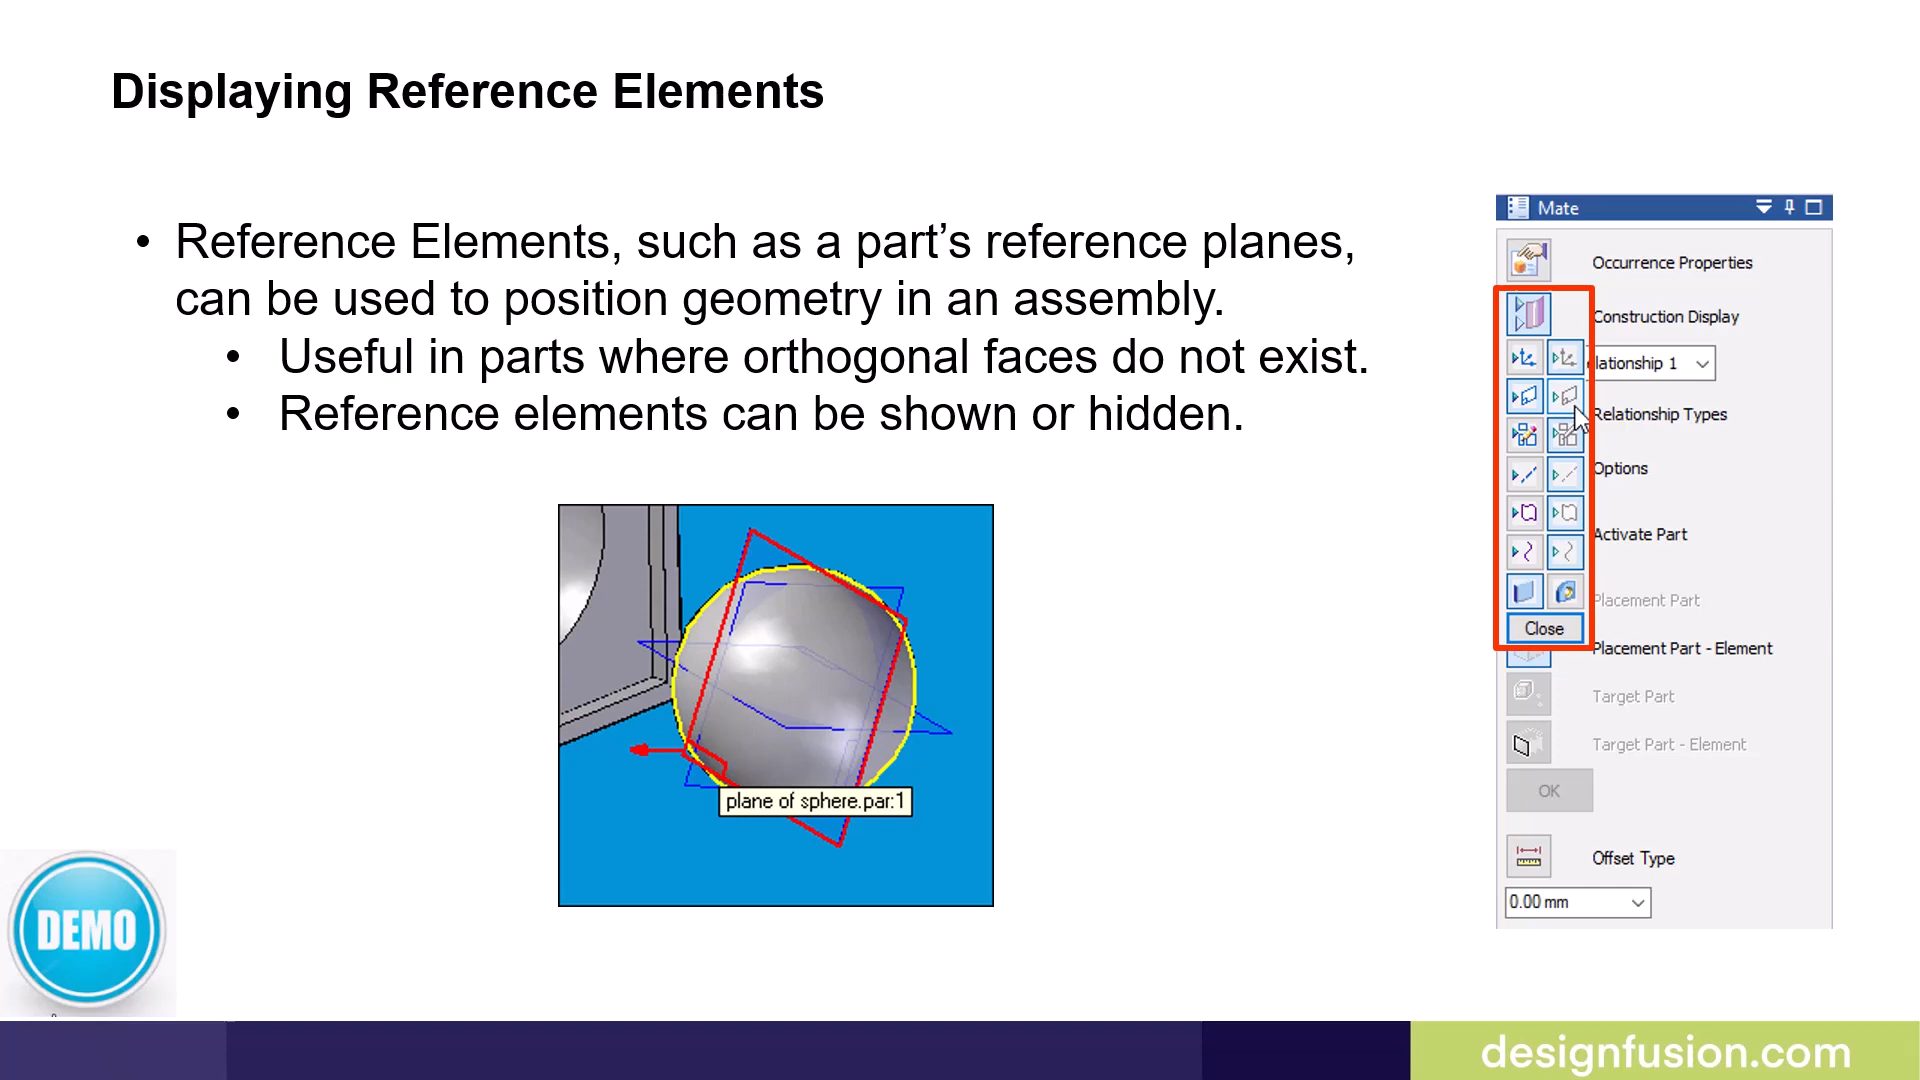 Displaying Reference Elements
• Reference Elements, such as a part’s reference planes,
can be used to position geometry in an assembly.
• Useful in parts where orthogonal faces do not exist.
• Reference elements can be shown or hidden.
plane of sphere.par:1
Mate
Occurrence Properties
Construction Display
lationship 1
Relationship Types
Options
Activate Part
Placement Part
Close
Placement Part - Element
Target Part
Target Part - Element
OK
Offset Type
0.00 mm
DEMO
designfusion.com